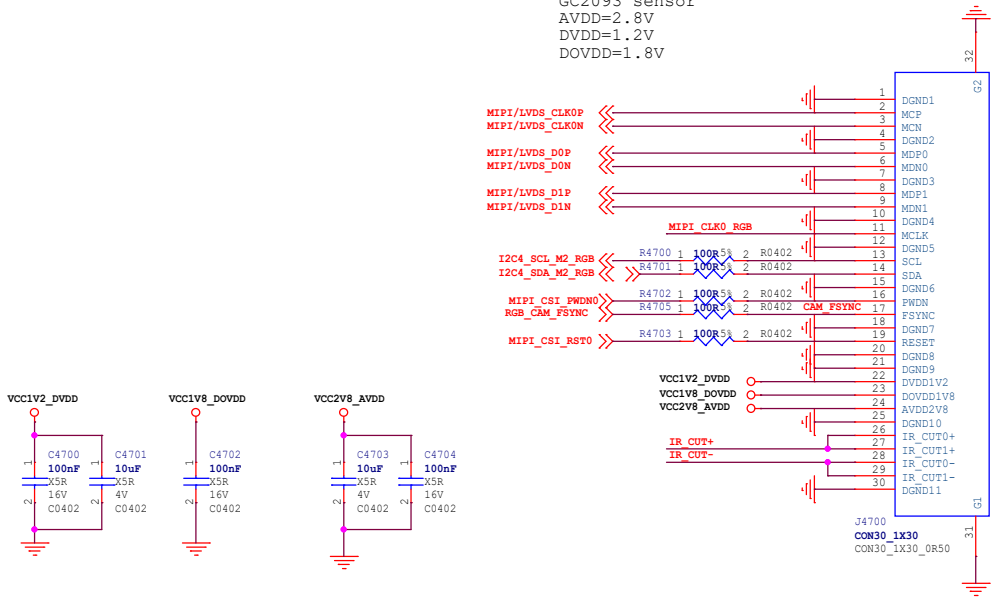 GC2093 sensor
AVDD=2.8V
DVDD=1.2V
DOVDD=1.8V
32
G2
1 DGND1
MIPI/LVDS_CLK0P 2 MCP
MIPI/LVDS_CLK0N 3 MCN
4 DGND2
MIPI/LVDS_D0P 5 MDP0
MIPI/LVDS_D0N 6 MDN0
7 DGND3
MIPI/LVDS_D1P 8 MDP1
MIPI/LVDS_D1N 9 MDN1
10 DGND4
MIPI_CLK0_RGB 11 MCLK
12 DGND5
I2C4_SCL_M2_RGB R4700 1 100R 5% 2 R0402 13 SCL
I2C4_SDA_M2_RGB R4701 1 100R 5% 2 R0402 14 SDA
15 DGND6
MIPI_CSI_PWDN0 R4702 1 100R 5% 2 R0402 16 PWDN
RGB_CAM_FSYNC R4705 1 100R 5% 2 R0402 CAM_FSYNC 17 FSYNC
18 DGND7
MIPI_CSI_RST0 R4703 1 100R 5% 2 R0402 19 RESET
20 DGND8
21 DGND9
VCC1V2_DVDD 22 DVDD1V2
VCC1V8_DOVDD 23 DOVDD1V8
VCC2V8_AVDD 24 AVDD2V8
25 DGND10
26 IR_CUT0+
IR_CUT+ 27 IR_CUT1+
IR_CUT- 28 IR_CUT0-
29 IR_CUT1-
30 DGND11
G1
31
J4700
CON30_1X30
CON30_1X30_0R50
VCC1V2_DVDD
1 2
C4700
100nF
X5R
16V
C0402
1 2
C4701
10uF
X5R
4V
C0402
VCC1V8_DOVDD
1 2
C4702
100nF
X5R
16V
C0402
VCC2V8_AVDD
1 2
C4703
10uF
X5R
4V
C0402
1 2
C4704
100nF
X5R
16V
C0402